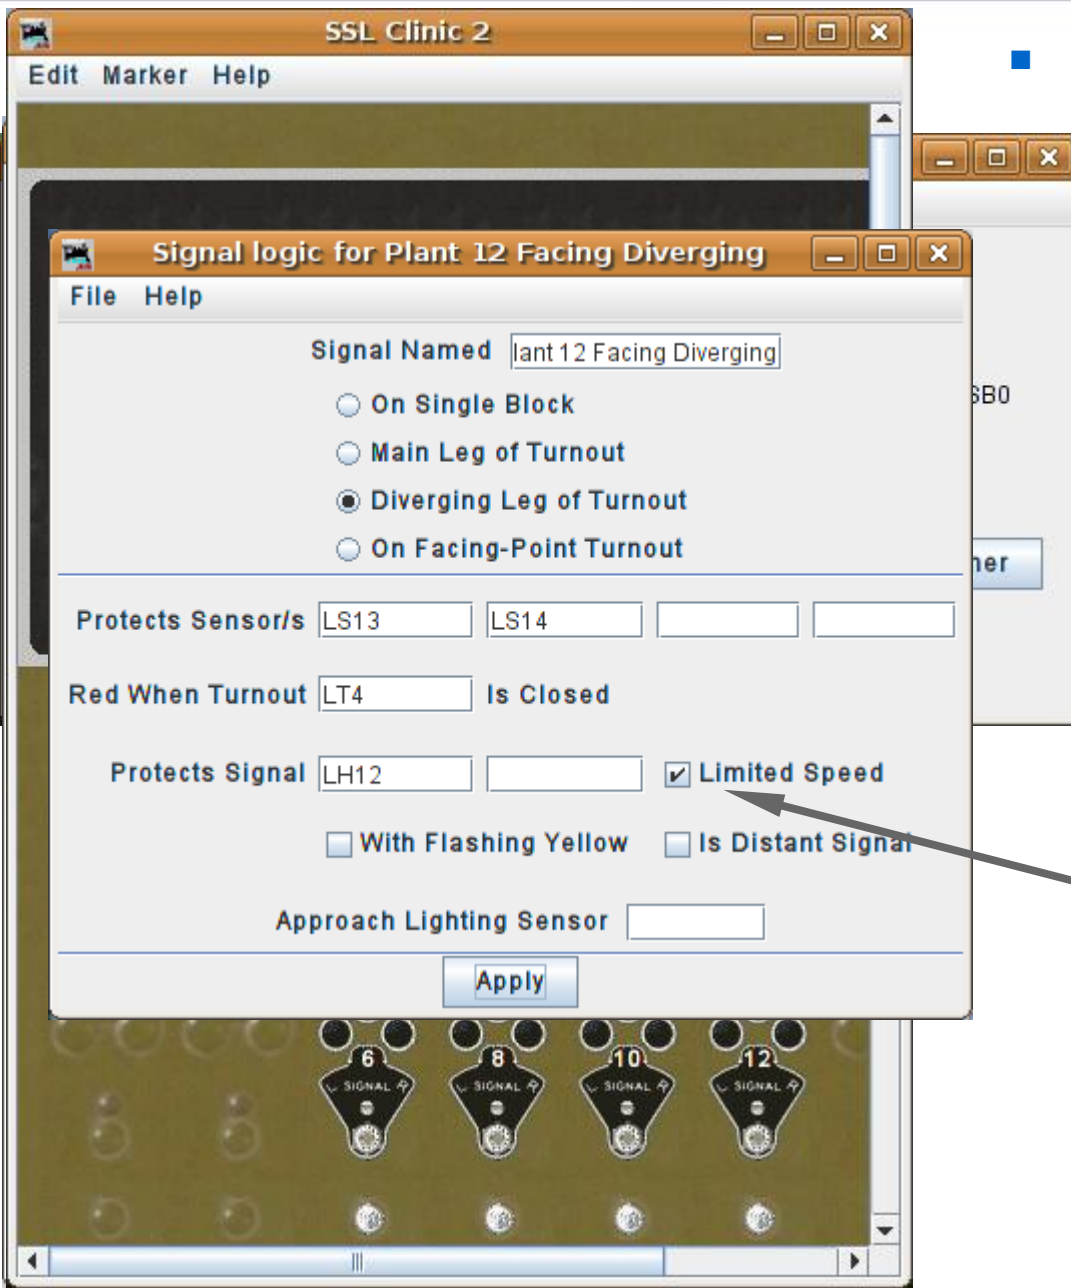 SSL Clinic 2
Edit Marker Help
Signal logic for Plant 12 Facing Diverging
File Help
Signal Named lant 12 Facing Diverging
On Single Block
Main Leg of Turnout
Diverging Leg of Turnout
On Facing-Point Turnout
Protects Sensor/s LS13 LS14
Red When Turnout LT4 Is Closed
Protects Signal LH12 Limited Speed
With Flashing Yellow Is Distant Signal
Approach Lighting Sensor
Apply
SB0
her
6 8 10 12
L SIGNAL R L SIGNAL R L SIGNAL R L SIGNAL R